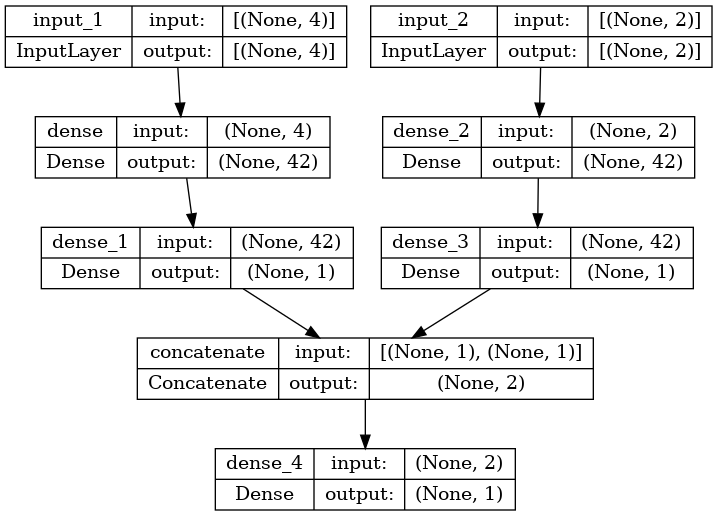 input_1 input: [(None, 4)]
InputLayer output: [(None, 4)]
input_2 input: [(None, 2)]
InputLayer output: [(None, 2)]
dense input: (None, 4)
Dense output: (None, 42)
dense_2 input: (None, 2)
Dense output: (None, 42)
dense_1 input: (None, 42)
Dense output: (None, 1)
dense_3 input: (None, 42)
Dense output: (None, 1)
concatenate input: [(None, 1), (None, 1)]
Concatenate output: (None, 2)
dense_4 input: (None, 2)
Dense output: (None, 1)